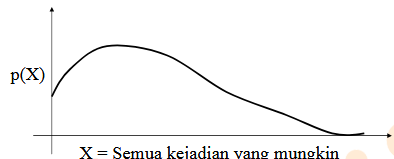 p(X)
X = Semua kejadian yang mungkin